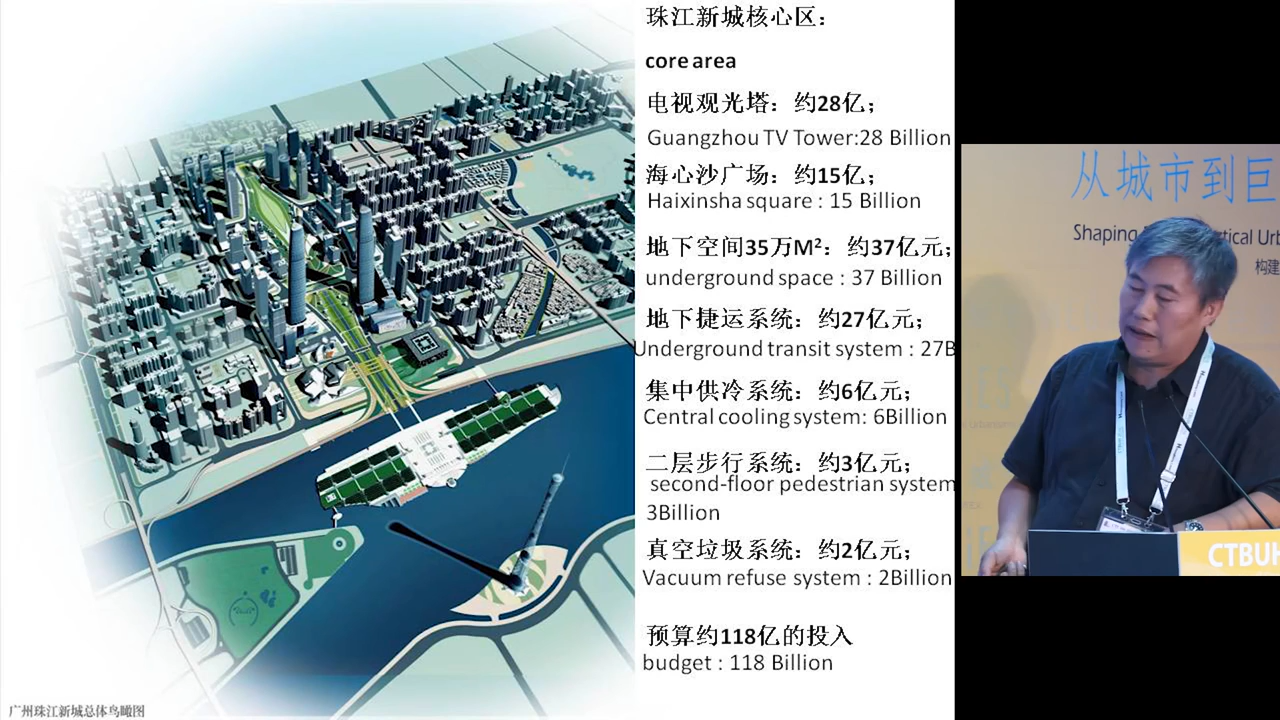 珠江新城核心区：
core area
电视观光塔：约28亿；
Guangzhou TV Tower:28 Billion
海心沙广场：约15亿；
Haixinsha square : 15 Billion
地下空间35万M²：约37亿元；
underground space : 37 Billion
地下捷运系统：约27亿元；
Underground transit system : 27B
集中供冷系统：约6亿元；
Central cooling system: 6Billion
二层步行系统：约3亿元；
second-floor pedestrian system
3Billion
真空垃圾系统：约2亿元；
Vacuum refuse system : 2Billion
预算约118亿的投入
budget : 118 Billion
广州珠江新城总体鸟瞰图
从城市到巨
Shaping
tical Urb
构建
CTBUH